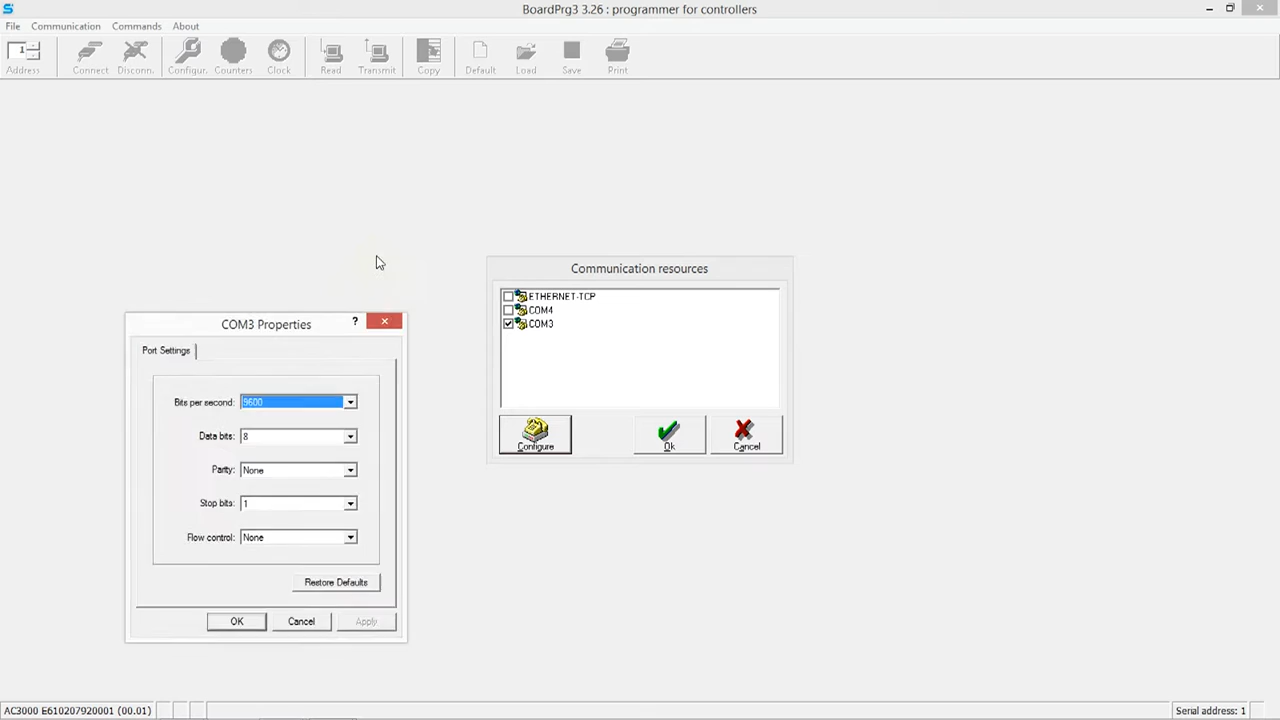 BoardPrg3 3.26 : programmer for controllers
File Communication Commands About
1
Address Connect Disconn. Configur. Counters Clock Read Transmit Copy Default Load Save Print
Communication resources
ETHERNET-TCP
COM4
COM3
Configure Ok Cancel
COM3 Properties ?
Port Settings
Bits per second: 9600
Data bits: 8
Parity: None
Stop bits: 1
Flow control: None
Restore Defaults
OK Cancel Apply
AC3000 E610207920001 (00.01) Serial address: 1